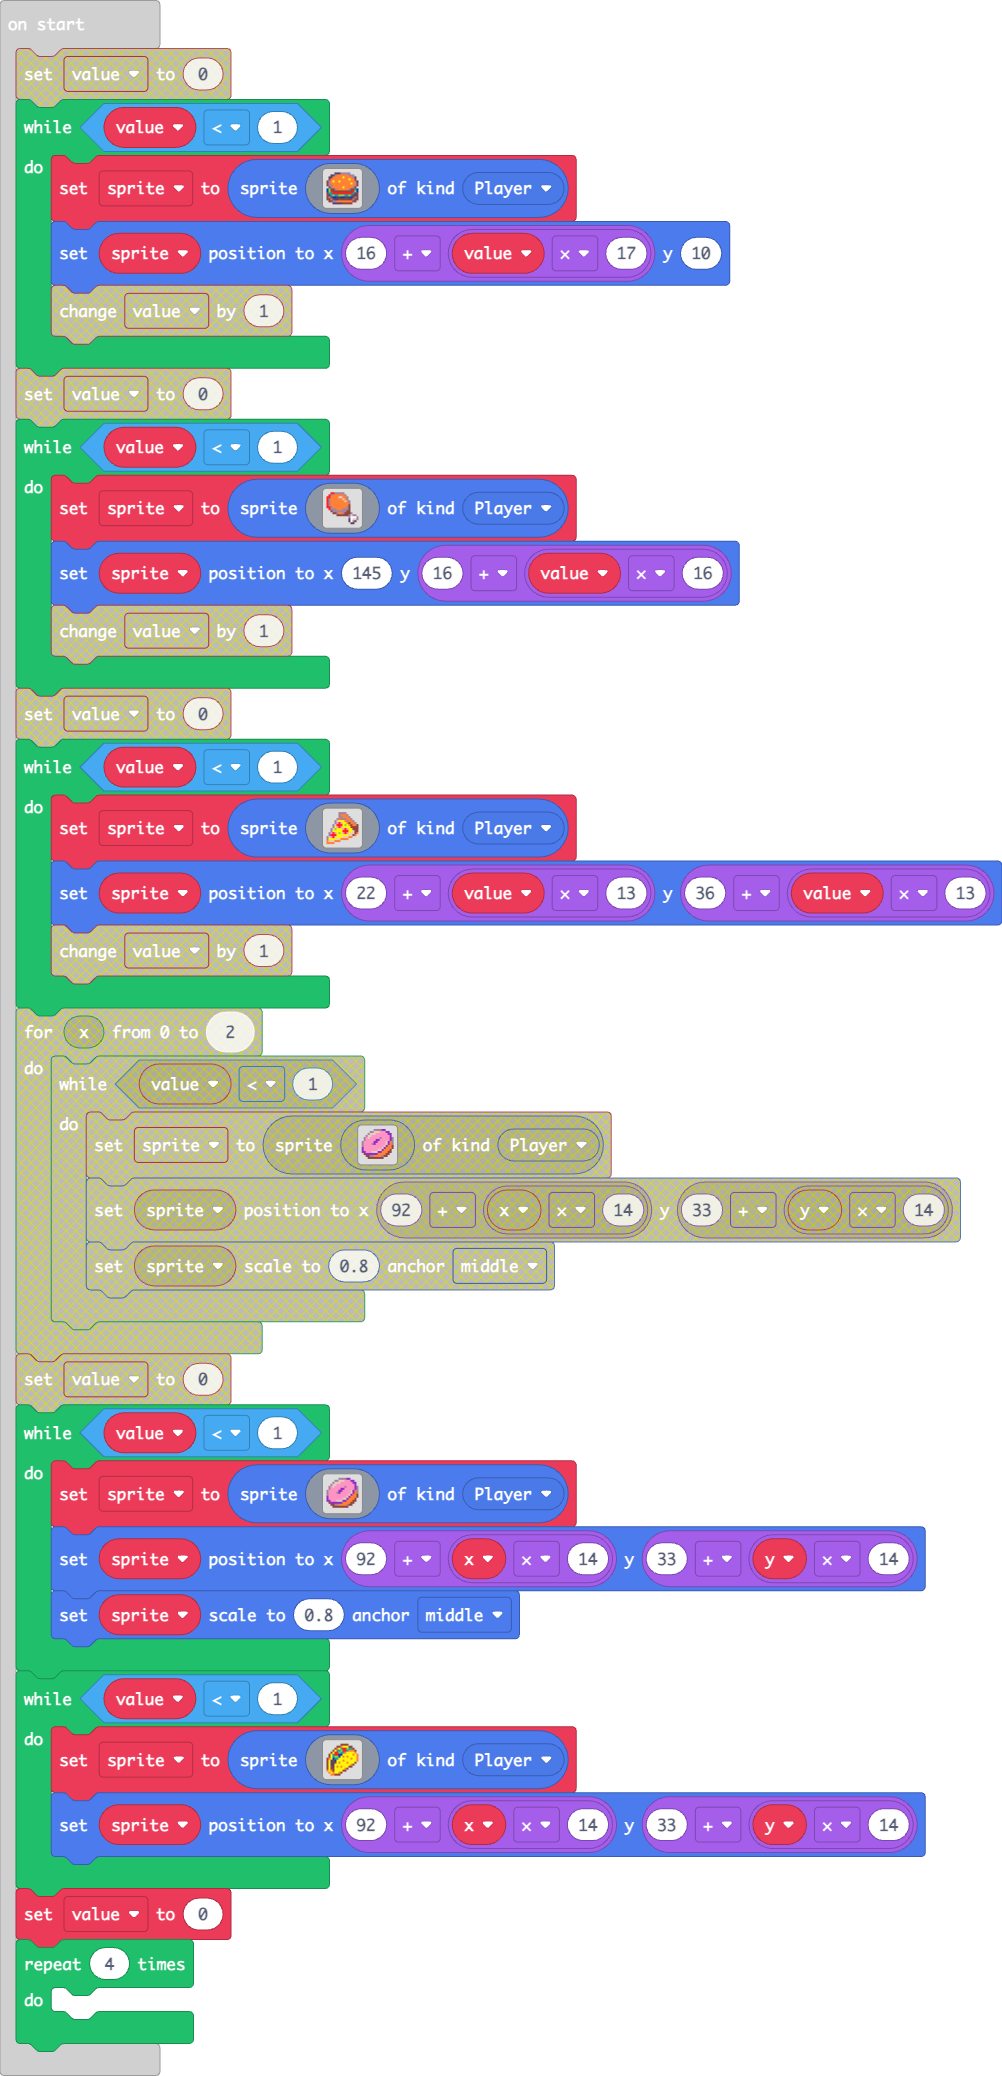 on start
set value to 0
while value < 1
do
set sprite to sprite of kind Player
set sprite position to x 16 + value × 17 y 10
change value by 1
set value to 0
while value < 1
do
set sprite to sprite of kind Player
set sprite position to x 145 y 16 + value × 16
change value by 1
set value to 0
while value < 1
do
set sprite to sprite of kind Player
set sprite position to x 22 + value × 13 y 36 + value × 13
change value by 1
for x from 0 to 2
do
while value < 1
do
set sprite to sprite of kind Player
set sprite position to x 92 + x × 14 y 33 + y × 14
set sprite scale to 0.8 anchor middle
set value to 0
while value < 1
do
set sprite to sprite of kind Player
set sprite position to x 92 + x × 14 y 33 + y × 14
set sprite scale to 0.8 anchor middle
while value < 1
do
set sprite to sprite of kind Player
set sprite position to x 92 + x × 14 y 33 + y × 14
set value to 0
repeat 4 times
do